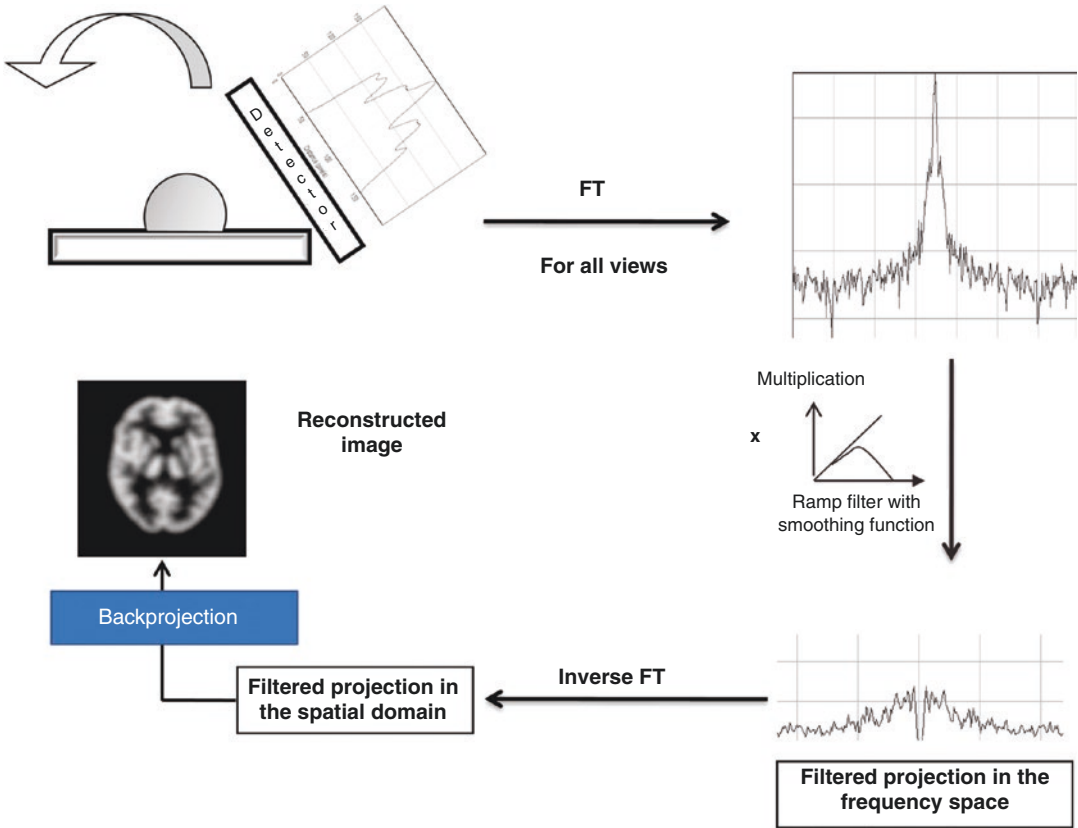 Detector
FT
For all views
Multiplication
x
Ramp filter with
smoothing function
Reconstructed
image
Backprojection
Filtered projection in
the spatial domain
Inverse FT
Filtered projection in the
frequency space